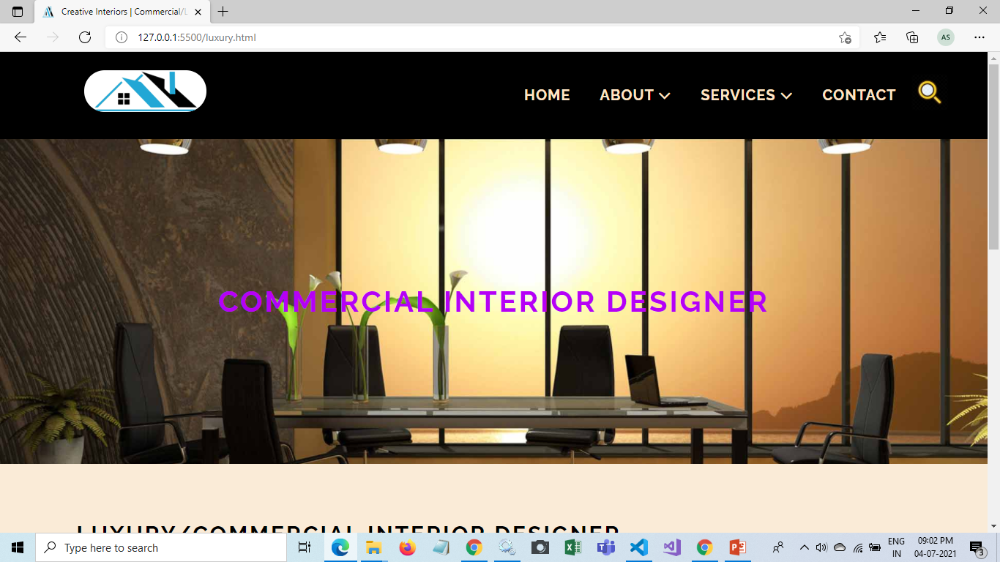 Creative Interiors | Commercial/L
127.0.0.1:5500/luxury.html
AS
HOME ABOUT SERVICES CONTACT
COMMERCIAL INTERIOR DESIGNER
LUXURY/COMMERCIAL INTERIOR DESIGNER
Type here to search
ENG
IN
09:02 PM
04-07-2021
3